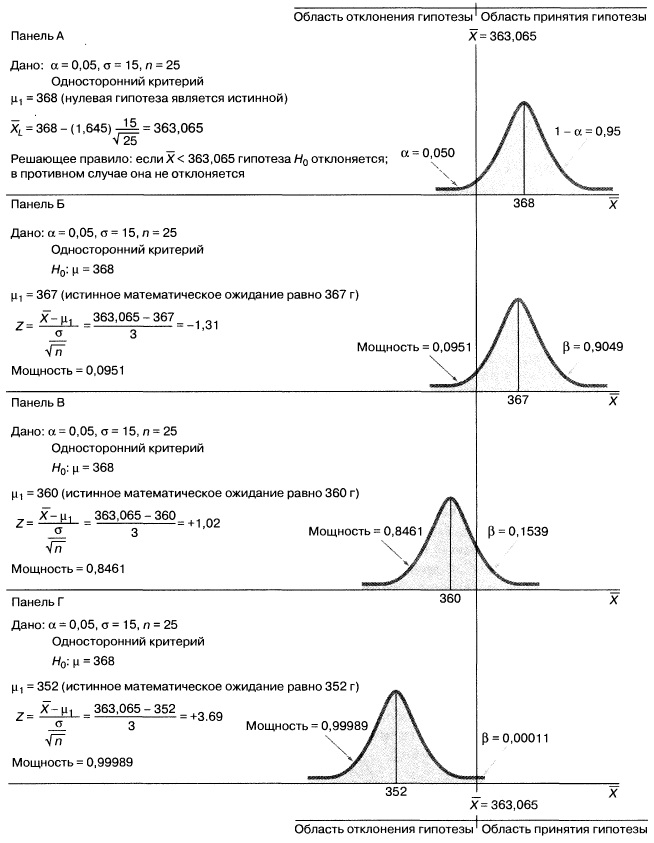 Область отклонения гипотезы Область принятия гипотезы
X̅ = 363,065
Панель А
Дано: α = 0,05, σ = 15, n = 25
Односторонний критерий
μ₁ = 368 (нулевая гипотеза является истинной)
X̅L = 368 – (1,645) 15/√25 = 363,065
Решающее правило: если X̅ < 363,065 гипотеза H₀ отклоняется;
в противном случае она не отклоняется
α = 0,050
1 – α = 0,95
368
X̅
Панель Б
Дано: α = 0,05, σ = 15, n = 25
Односторонний критерий
H₀: μ = 368
μ₁ = 367 (истинное математическое ожидание равно 367 г)
Z = (X̅ – μ₁)/(σ/√n) = (363,065 – 367)/3 = –1,31
Мощность = 0,0951
Мощность = 0,0951
β = 0,9049
367
X̅
Панель В
Дано: α = 0,05, σ = 15, n = 25
Односторонний критерий
H₀: μ = 368
μ₁ = 360 (истинное математическое ожидание равно 360 г)
Z = (X̅ – μ₁)/(σ/√n) = (363,065 – 360)/3 = +1,02
Мощность = 0,8461
Мощность = 0,8461
β = 0,1539
360
X̅
Панель Г
Дано: α = 0,05, σ = 15, n = 25
Односторонний критерий
H₀: μ = 368
μ₁ = 352 (истинное математическое ожидание равно 352 г)
Z = (X̅ – μ₁)/(σ/√n) = (363,065 – 352)/3 = +3.69
Мощность = 0,99989
Мощность = 0,99989
β = 0,00011
352
X̅
X̅ = 363,065
Область отклонения гипотезы Область принятия гипотезы